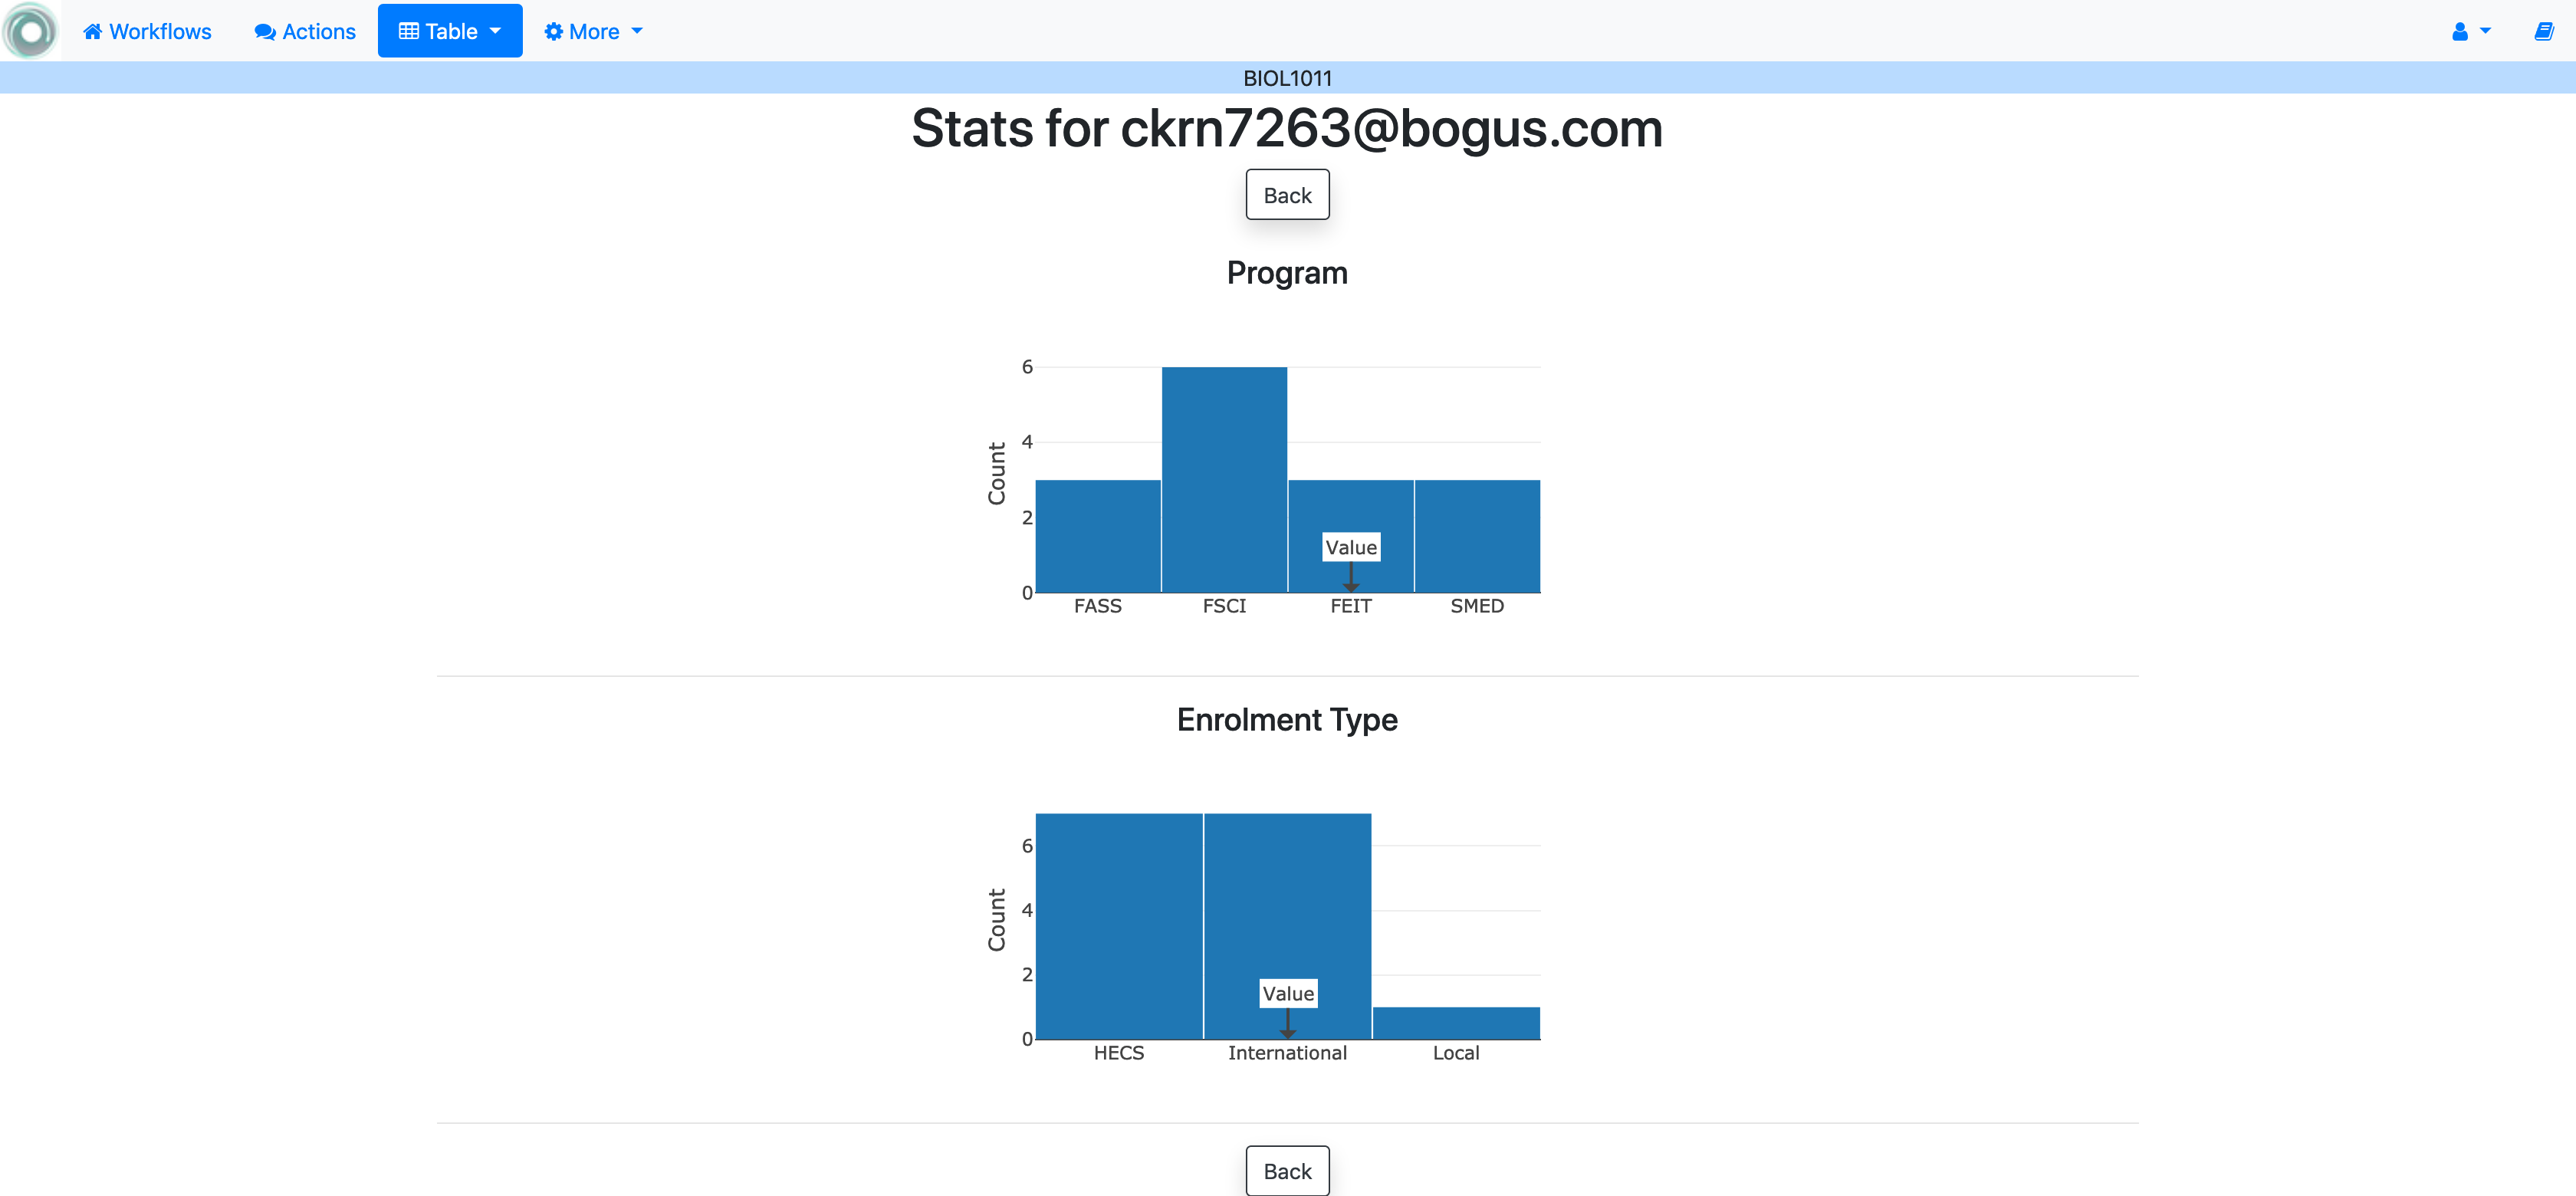 Workflows Actions Table More
BIOL1011
Stats for ckrn7263@bogus.com
Back
Program
6
4
2
0
Count
Value
FASS FSCI FEIT SMED
Enrolment Type
6
4
2
0
Count
Value
HECS International Local
Back